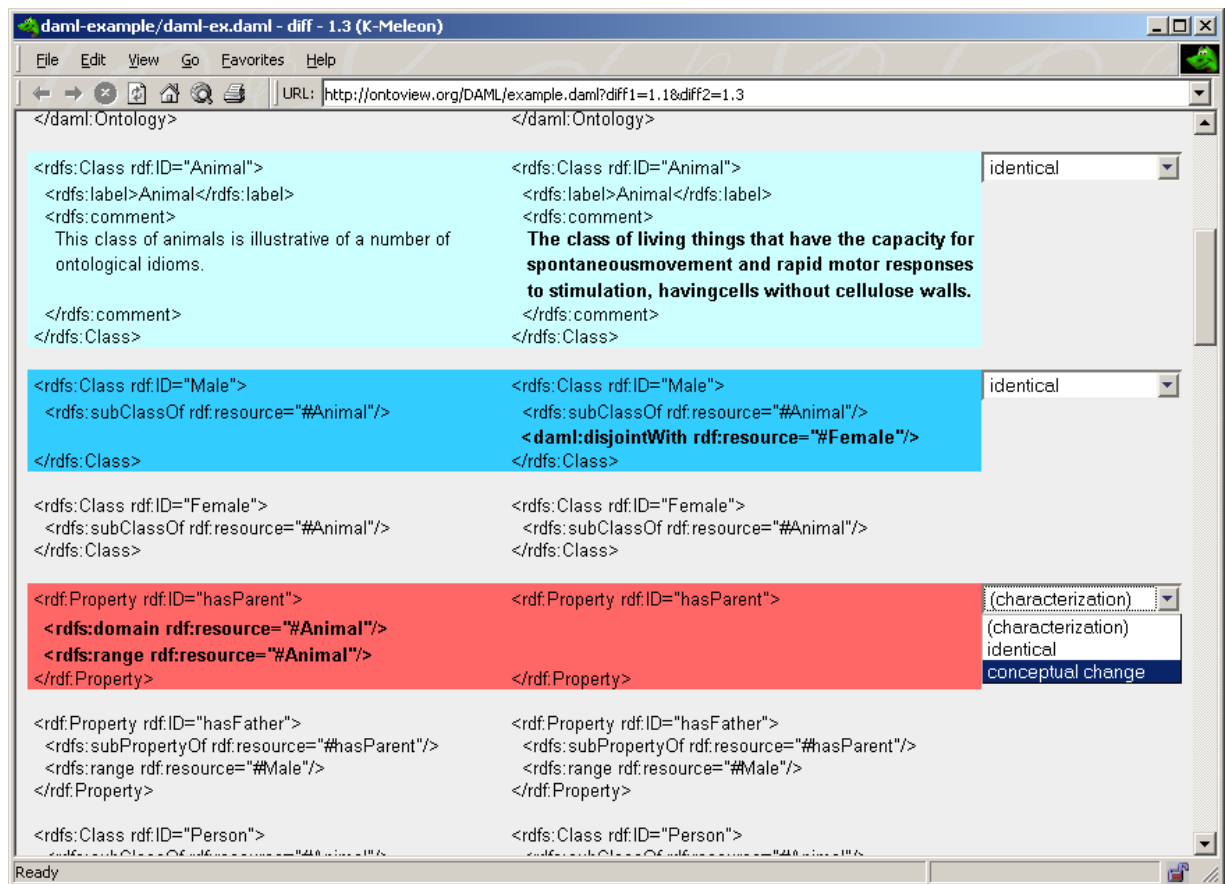 daml-example/daml-ex.daml - diff - 1.3 (K-Meleon)
File Edit View Go Favorites Help
URL: http://ontoview.org/DAML/example.daml?diff1=1.1&diff2=1.3
</daml:Ontology> </daml:Ontology>
<rdfs:Class rdf:ID="Animal"> <rdfs:Class rdf:ID="Animal"> identical
<rdfs:label>Animal</rdfs:label> <rdfs:label>Animal</rdfs:label>
<rdfs:comment> <rdfs:comment>
This class of animals is illustrative of a number of The class of living things that have the capacity for
ontological idioms. spontaneousmovement and rapid motor responses
to stimulation, havingcells without cellulose walls.
</rdfs:comment> </rdfs:comment>
</rdfs:Class> </rdfs:Class>
<rdfs:Class rdf:ID="Male"> <rdfs:Class rdf:ID="Male"> identical
<rdfs:subClassOf rdf:resource="#Animal"/> <rdfs:subClassOf rdf:resource="#Animal"/>
<daml:disjointWith rdf:resource="#Female"/>
</rdfs:Class> </rdfs:Class>
<rdfs:Class rdf:ID="Female"> <rdfs:Class rdf:ID="Female">
<rdfs:subClassOf rdf:resource="#Animal"/> <rdfs:subClassOf rdf:resource="#Animal"/>
</rdfs:Class> </rdfs:Class>
<rdf:Property rdf:ID="hasParent"> <rdf:Property rdf:ID="hasParent"> (characterization)
<rdfs:domain rdf:resource="#Animal"/> (characterization)
<rdfs:range rdf:resource="#Animal"/> identical
</rdf:Property> </rdf:Property> conceptual change
<rdf:Property rdf:ID="hasFather"> <rdf:Property rdf:ID="hasFather">
<rdfs:subPropertyOf rdf:resource="#hasParent"/> <rdfs:subPropertyOf rdf:resource="#hasParent"/>
<rdfs:range rdf:resource="#Male"/> <rdfs:range rdf:resource="#Male"/>
</rdf:Property> </rdf:Property>
<rdfs:Class rdf:ID="Person"> <rdfs:Class rdf:ID="Person">
<rdfs:subClassOf rdf:resource="#Animal"/> <rdfs:subClassOf rdf:resource="#Animal"/>
Ready